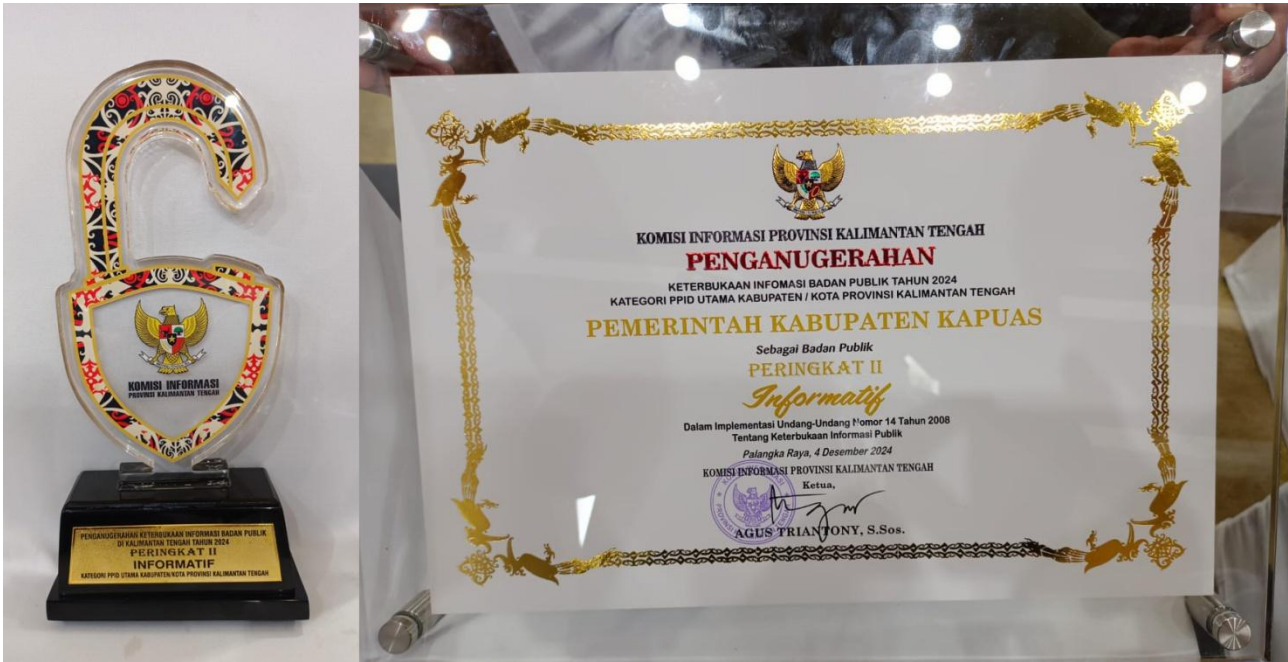 KOMISI INFORMASI
PROVINSI KALIMANTAN TENGAH
PENGANUGERAHAN KETERBUKAAN INFORMASI BADAN PUBLIK
DI KALIMANTAN TENGAH TAHUN 2024
PERINGKAT II
INFORMATIF
KATEGORI PPID UTAMA KABUPATEN/KOTA PROVINSI KALIMANTAN TENGAH
KOMISI INFORMASI PROVINSI KALIMANTAN TENGAH
PENGANUGERAHAN
KETERBUKAAN INFOMASI BADAN PUBLIK TAHUN 2024
KATEGORI PPID UTAMA KABUPATEN / KOTA PROVINSI KALIMANTAN TENGAH
PEMERINTAH KABUPATEN KAPUAS
Sebagai Badan Publik
PERINGKAT II
Informatif
Dalam Implementasi Undang-Undang Nomor 14 Tahun 2008
Tentang Keterbukaan Informasi Publik
Palangka Raya, 4 Desember 2024
KOMISI INFORMASI PROVINSI KALIMANTAN TENGAH
Ketua,
AGUS TRIANTONY, S.Sos.